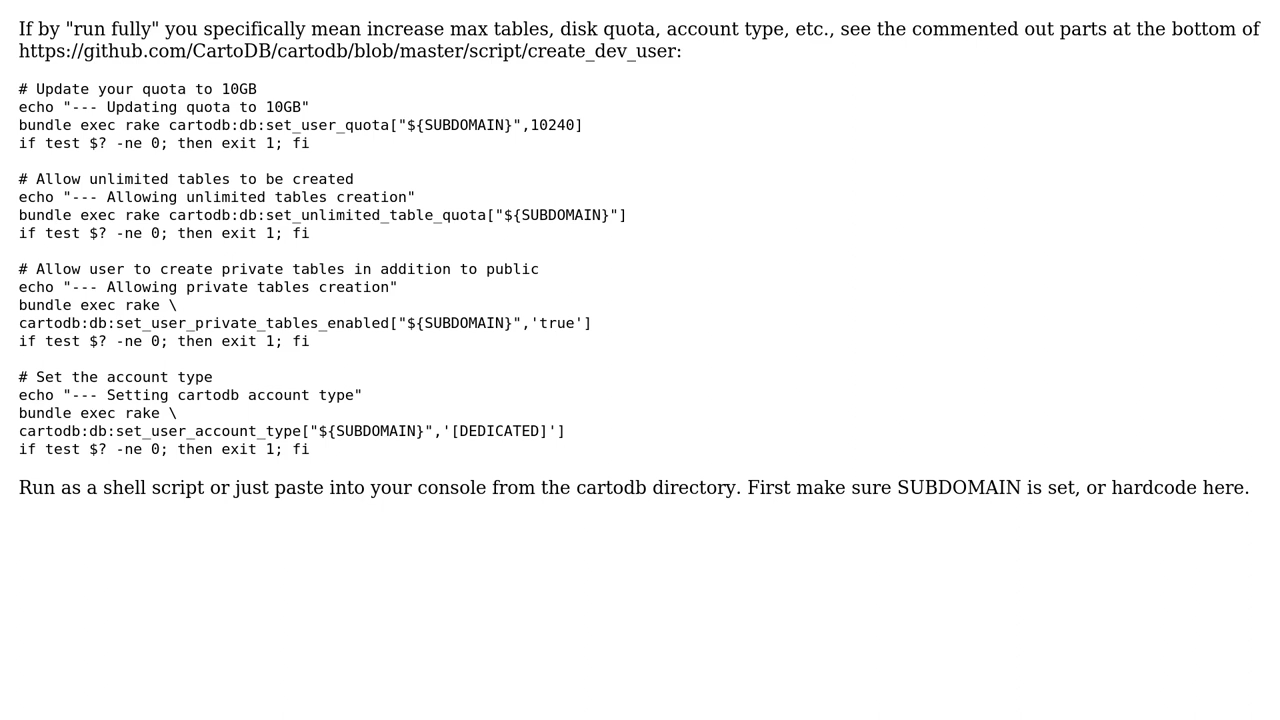 If by "run fully" you specifically mean increase max tables, disk quota, account type, etc., see the commented out parts at the bottom of
https://github.com/CartoDB/cartodb/blob/master/script/create_dev_user:
# Update your quota to 10GB
echo "--- Updating quota to 10GB"
bundle exec rake cartodb:db:set_user_quota["${SUBDOMAIN}",10240]
if test $? -ne 0; then exit 1; fi
# Allow unlimited tables to be created
echo "--- Allowing unlimited tables creation"
bundle exec rake cartodb:db:set_unlimited_table_quota["${SUBDOMAIN}"]
if test $? -ne 0; then exit 1; fi
# Allow user to create private tables in addition to public
echo "--- Allowing private tables creation"
bundle exec rake \
cartodb:db:set_user_private_tables_enabled["${SUBDOMAIN}",'true']
if test $? -ne 0; then exit 1; fi
# Set the account type
echo "--- Setting cartodb account type"
bundle exec rake \
cartodb:db:set_user_account_type["${SUBDOMAIN}",'[DEDICATED]']
if test $? -ne 0; then exit 1; fi
Run as a shell script or just paste into your console from the cartodb directory. First make sure SUBDOMAIN is set, or hardcode here.